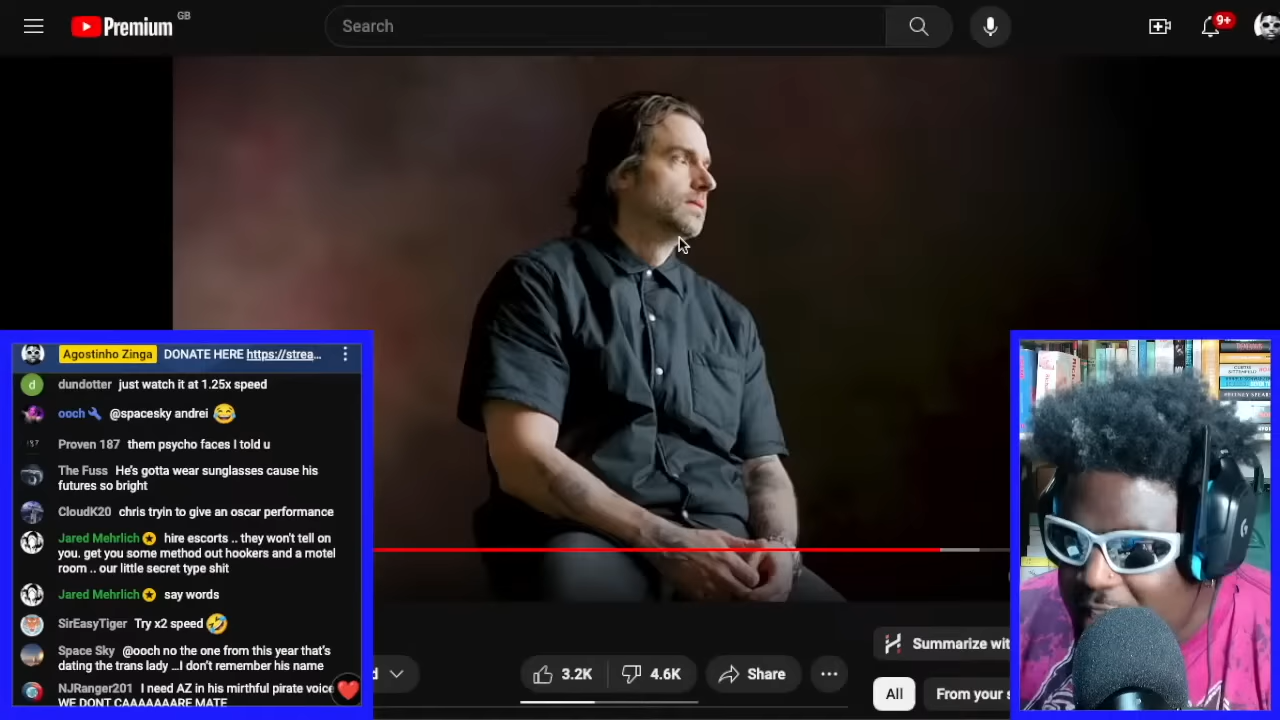 Premium GB
Search
9+
Agostinho Zinga DONATE HERE https://strea...
dundotter just watch it at 1.25x speed
ooch @spacesky andrei
Proven 187 them psycho faces I told u
The Fuss He's gotta wear sunglasses cause his
futures so bright
CloudK20 chris tryin to give an oscar performance
Jared Mehrlich hire escorts .. they won't tell on
you. get you some method out hookers and a motel
room .. our little secret type shit
Jared Mehrlich say words
SirEasyTiger Try x2 speed
Space Sky @ooch no the one from this year that's
dating the trans lady ...I don't remember his name
NJRanger201 I need AZ in his mirthful pirate voice
WE DONT CAAAAAARE MATE
d
3.2K
4.6K
Share
Summarize wit
All
From your s